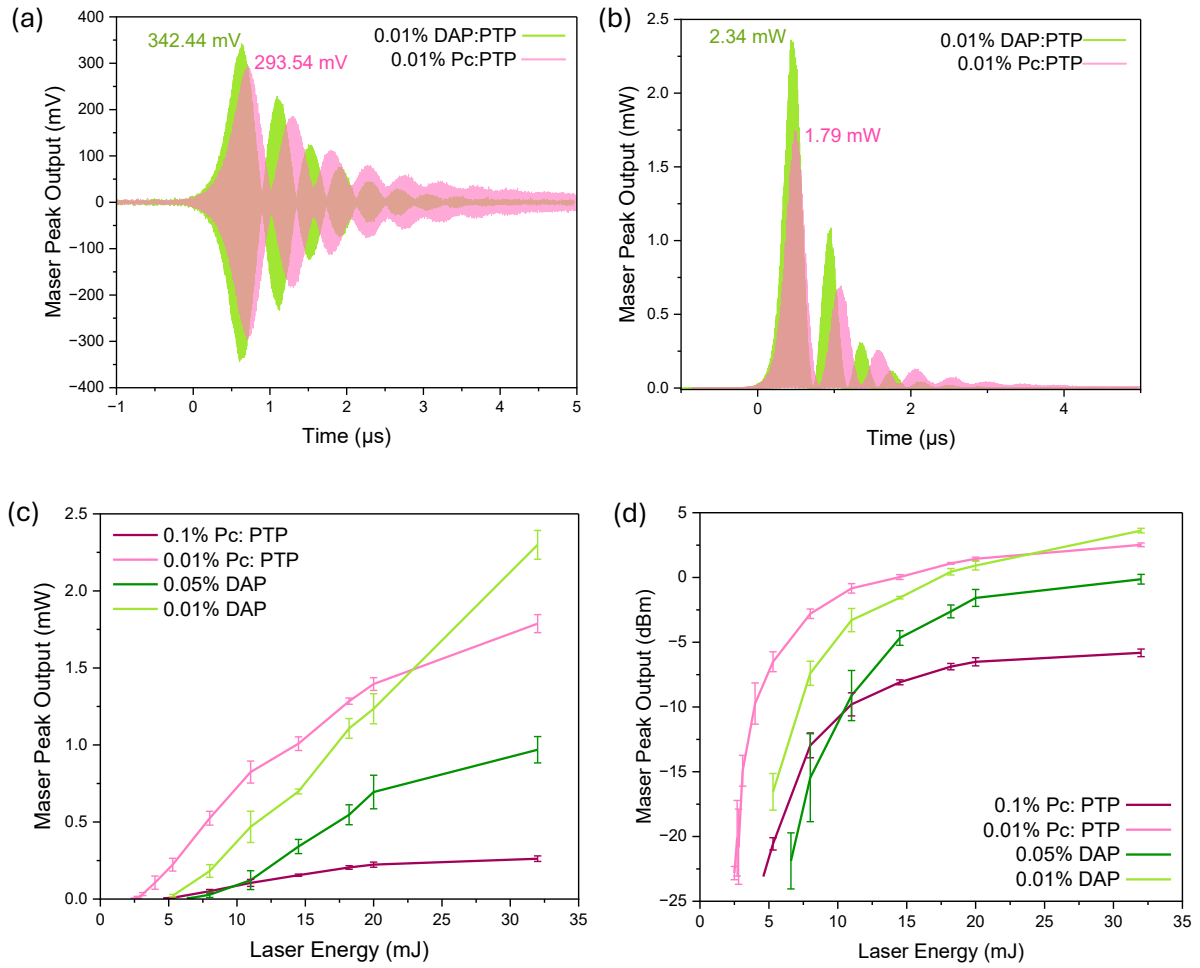 (a)
342.44 mV
293.54 mV
0.01% DAP:PTP
0.01% Pc:PTP
400
300
200
100
0
−100
−200
−300
−400
Maser Peak Output (mV)
−1
0
1
2
3
4
5
Time (µs)
(b)
2.34 mW
1.79 mW
0.01% DAP:PTP
0.01% Pc:PTP
2.5
2.0
1.5
1.0
0.5
0.0
Maser Peak Output (mW)
0
2
4
Time (µs)
(c)
0.1% Pc: PTP
0.01% Pc: PTP
0.05% DAP
0.01% DAP
2.5
2.0
1.5
1.0
0.5
0.0
Maser Peak Output (mW)
0
5
10
15
20
25
30
35
Laser Energy (mJ)
(d)
5
0
−5
−10
−15
−20
−25
Maser Peak Output (dBm)
0.1% Pc: PTP
0.01% Pc: PTP
0.05% DAP
0.01% DAP
0
5
10
15
20
25
30
35
Laser Energy (mJ)